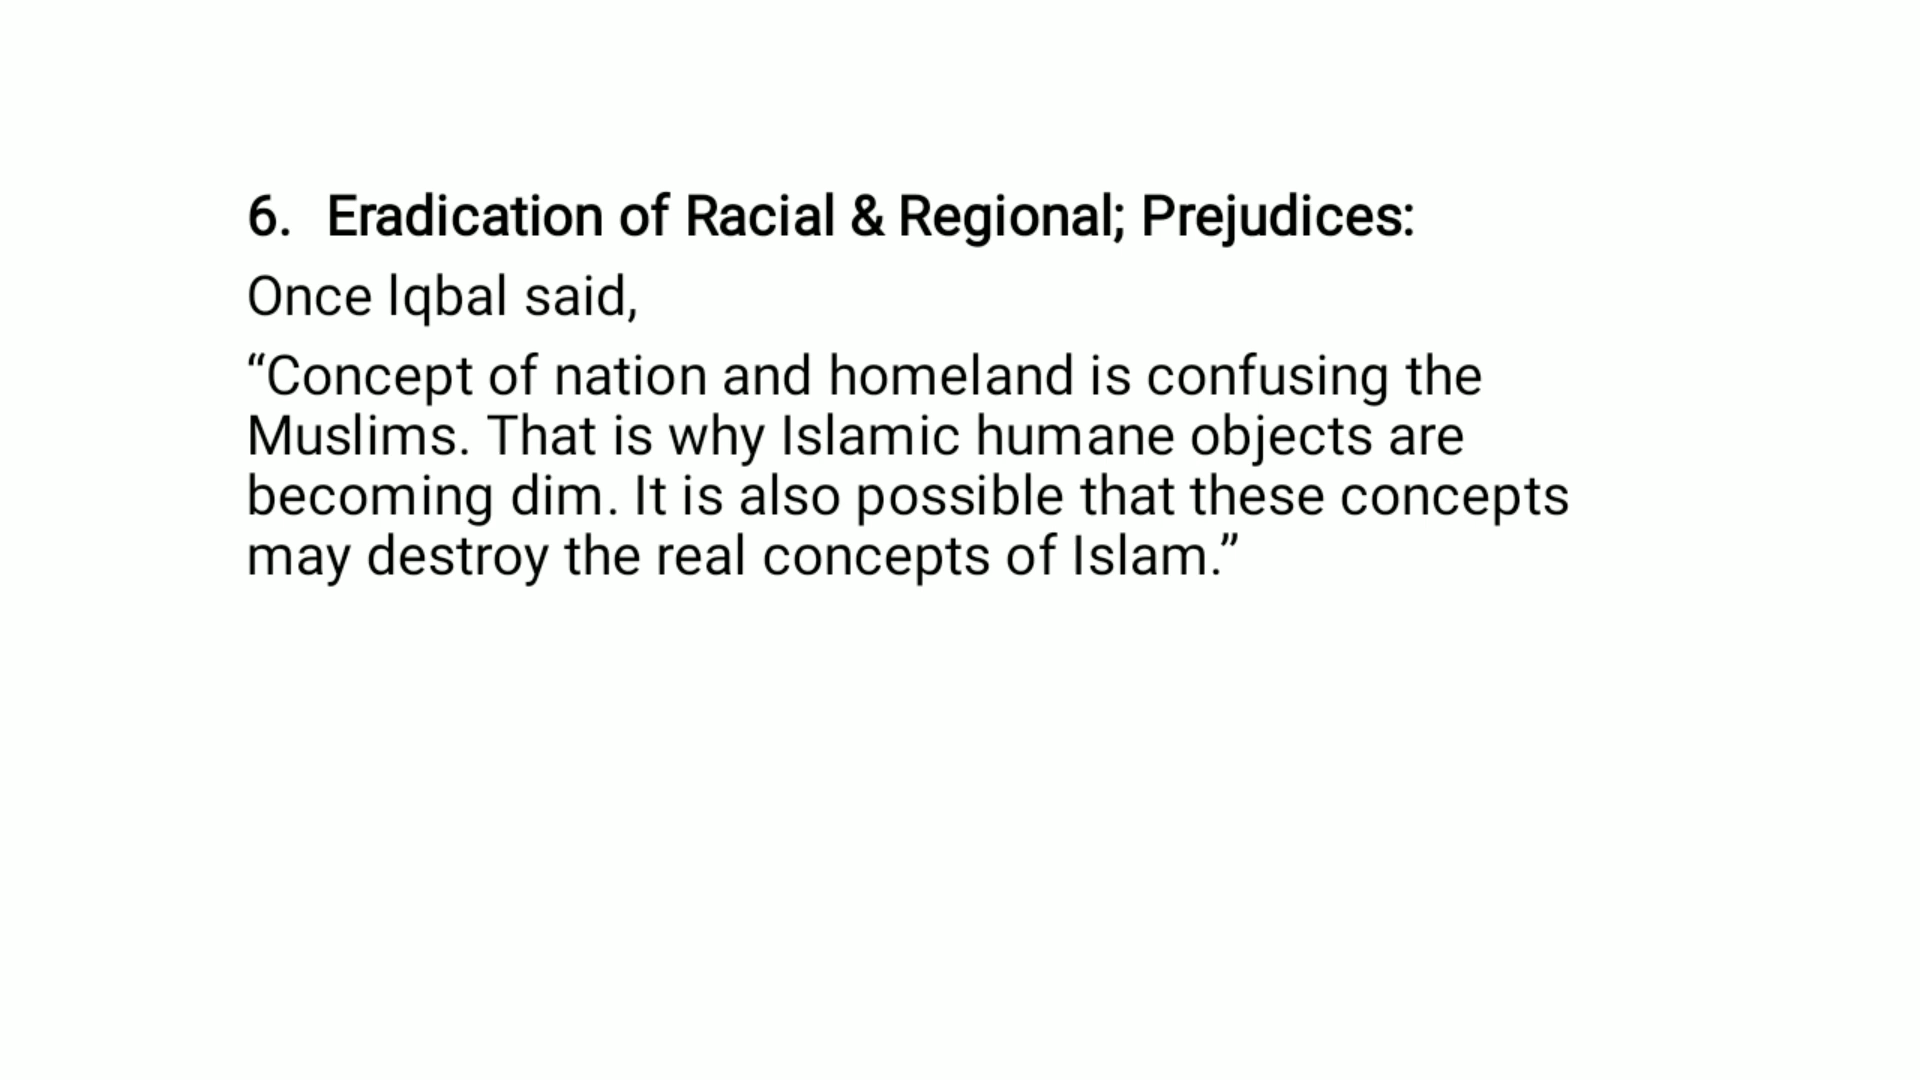 6. Eradication of Racial & Regional; Prejudices:
Once lqbal said,
“Concept of nation and homeland is confusing the
Muslims. That is why Islamic humane objects are
becoming dim. It is also possible that these concepts
may destroy the real concepts of Islam.”